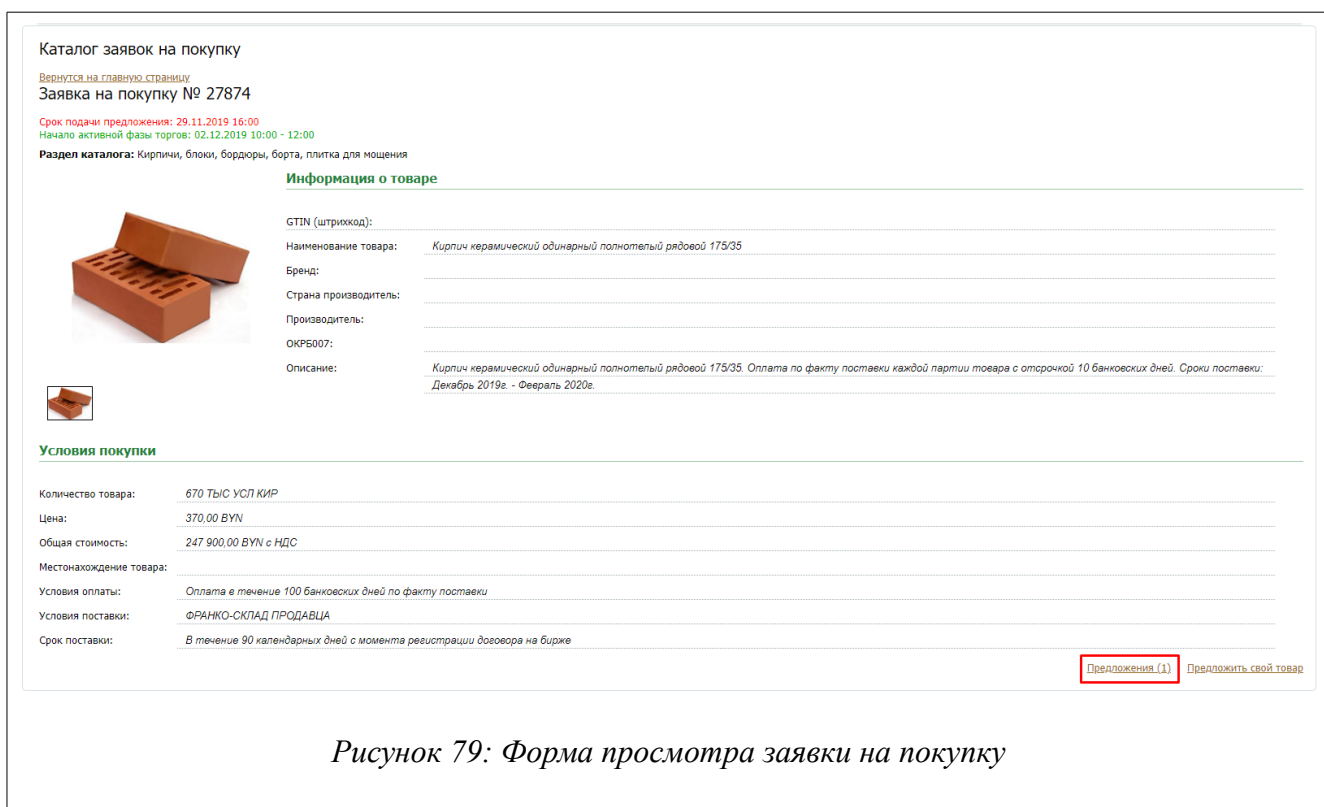 Каталог заявок на покупку
Вернутся на главную страницу
Заявка на покупку № 27874
Срок подачи предложения: 29.11.2019 16:00
Начало активной фазы торгов: 02.12.2019 10:00 - 12:00
Раздел каталога: Кирпичи, блоки, бордюры, борта, плитка для мощения
Информация о товаре
GTIN (штрихкод):
Наименование товара: Кирпич керамический одинарный полнотелый рядовой 175/35
Бренд:
Страна производитель:
Производитель:
ОКРБ007:
Описание: Кирпич керамический одинарный полнотелый рядовой 175/35. Оплата по факту поставки каждой партии товара с отсрочкой 10 банковских дней. Сроки поставки:
Декабрь 2019г. - Февраль 2020г.
Условия покупки
Количество товара: 670 ТЫС УСЛ КИР
Цена: 370,00 BYN
Общая стоимость: 247 900,00 BYN с НДС
Местонахождение товара:
Условия оплаты: Оплата в течение 100 банковских дней по факту поставки
Условия поставки: ФРАНКО-СКЛАД ПРОДАВЦА
Срок поставки: В течение 90 календарных дней с момента регистрации договора на бирже
Предложения (1) Предложить свой товар
Рисунок 79: Форма просмотра заявки на покупку